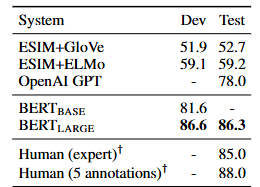 System Dev Test
ESIM+GloVe 51.9 52.7
ESIM+ELMo 59.1 59.2
OpenAI GPT - 78.0
BERTBASE 81.6 -
BERTLARGE 86.6 86.3
Human (expert)† - 85.0
Human (5 annotations)† - 88.0